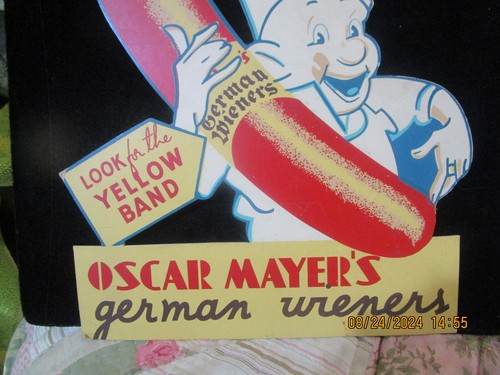 's
German
Wieners
LOOK for the
YELLOW
BAND
OSCAR MAYER'S
german wieners
08/24/2024 14:55